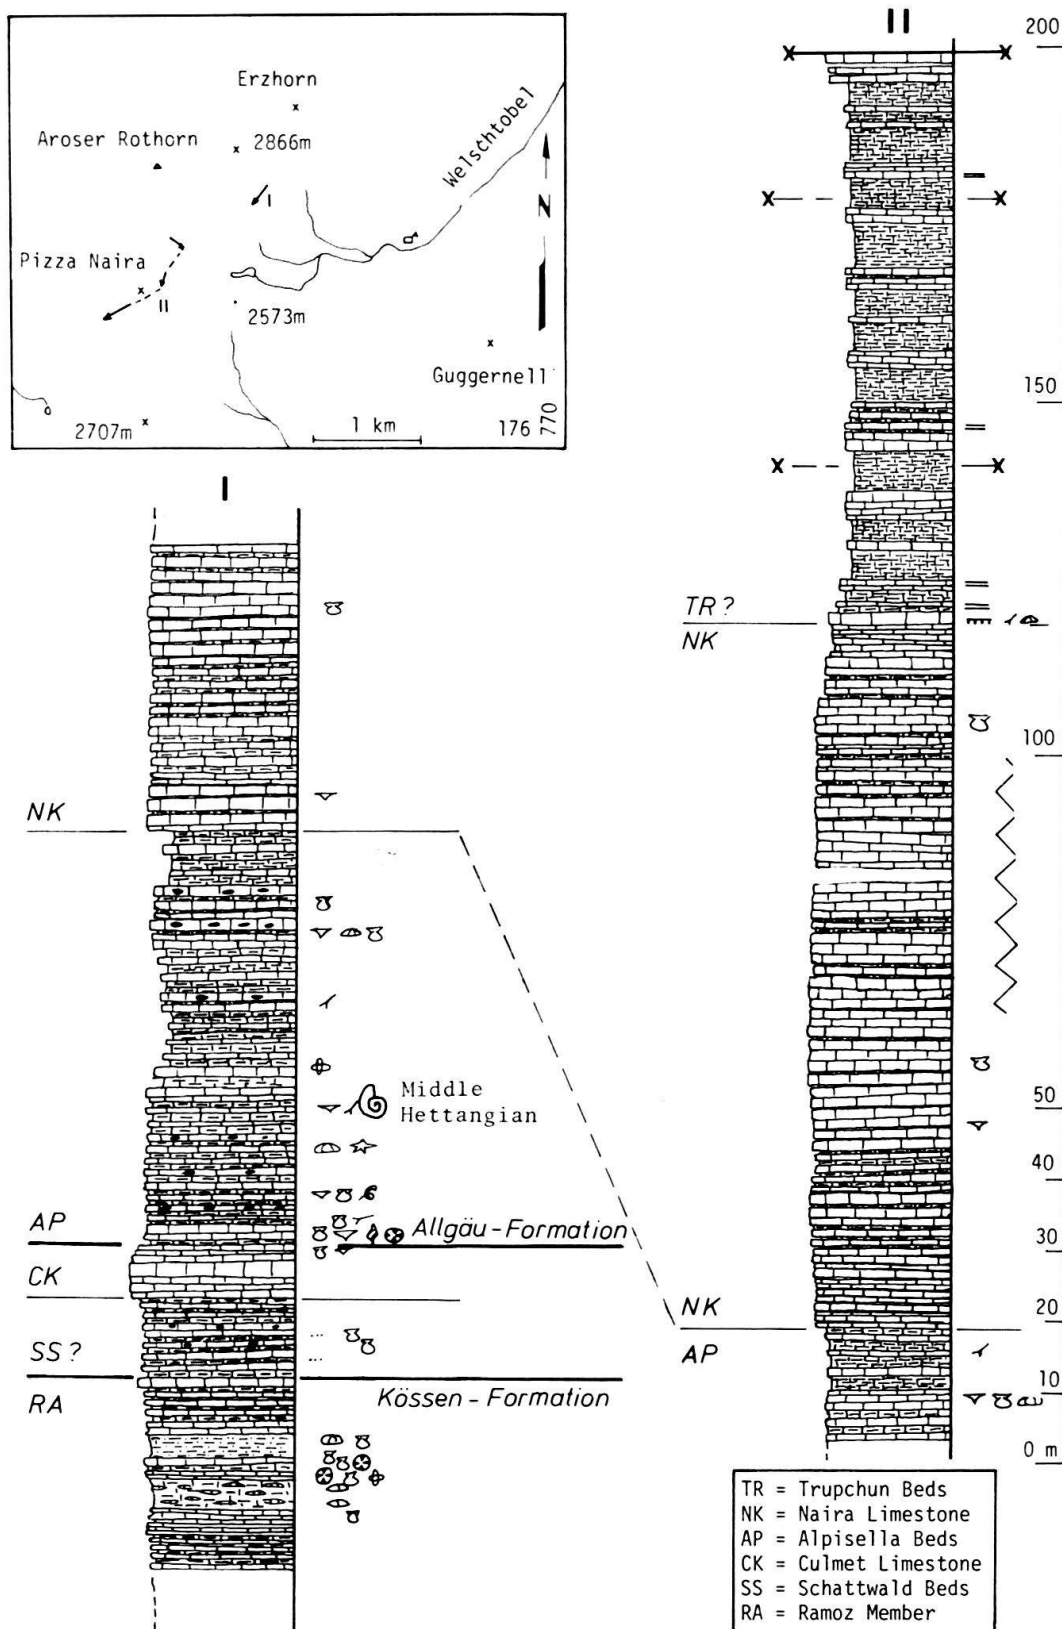 Erzhorn
2866m
Aroser Rothorn
Welschtobel
I
N
Pizza Naira
II
2573m
Guggernell
2707m
1 km
176
770
I
NK
Middle
Hettangian
AP
Allgäu-Formation
CK
SS?
RA
Kössen-Formation
II
200
150
TR?
NK
100
50
40
30
20
NK
AP
10
0 m
TR = Trupchun Beds
NK = Naira Limestone
AP = Alpisella Beds
CK = Culmet Limestone
SS = Schattwald Beds
RA = Ramoz Member